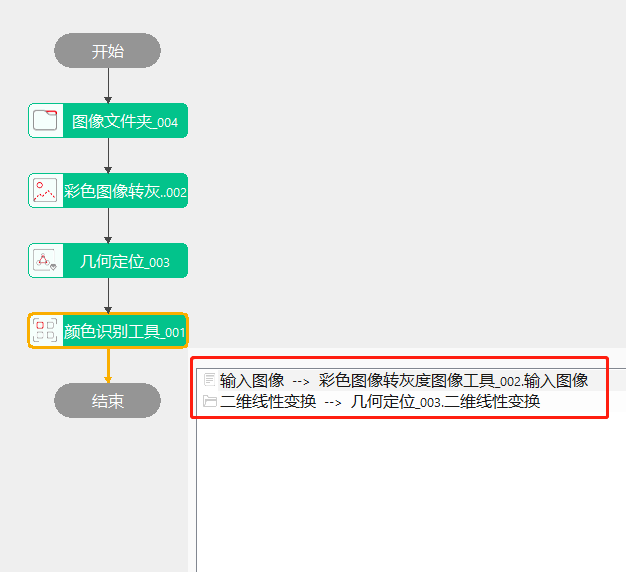 开始
图像文件夹_004
彩色图像转灰..002
几何定位_003
颜色识别工具_001
结束
输入图像 --> 彩色图像转灰度图像工具_002.输入图像
二维线性变换 --> 几何定位_003.二维线性变换